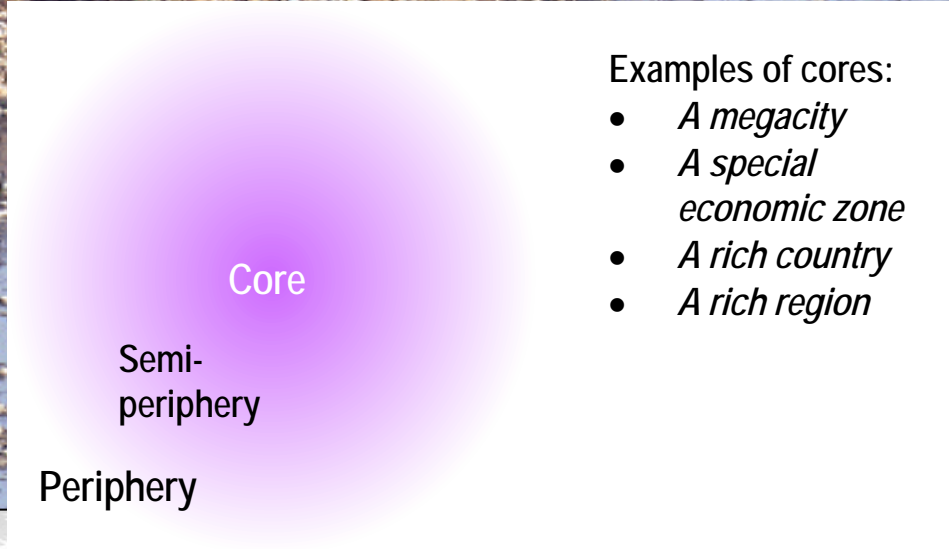 Examples of cores:
• A megacity
• A special
economic zone
• A rich country
• A rich region
Core
Semi-
periphery
Periphery